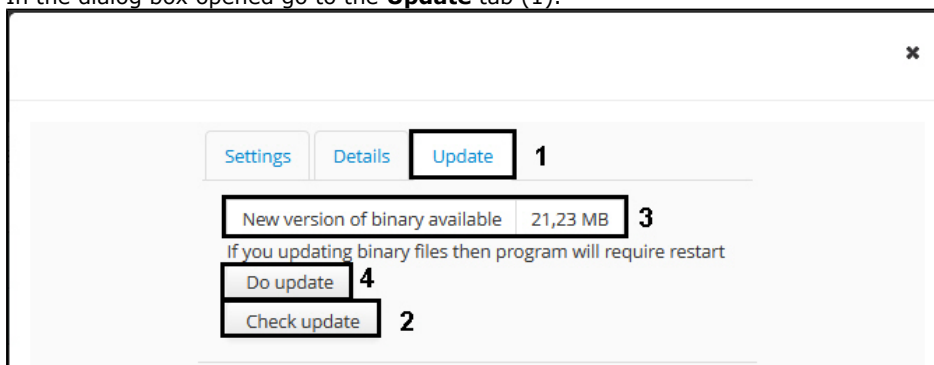 In the dialog box opened go to the Update tab (1).
✖
Settings Details Update 1
New version of binary available 21,23 MB 3
If you updating binary files then program will require restart
Do update 4
Check update 2